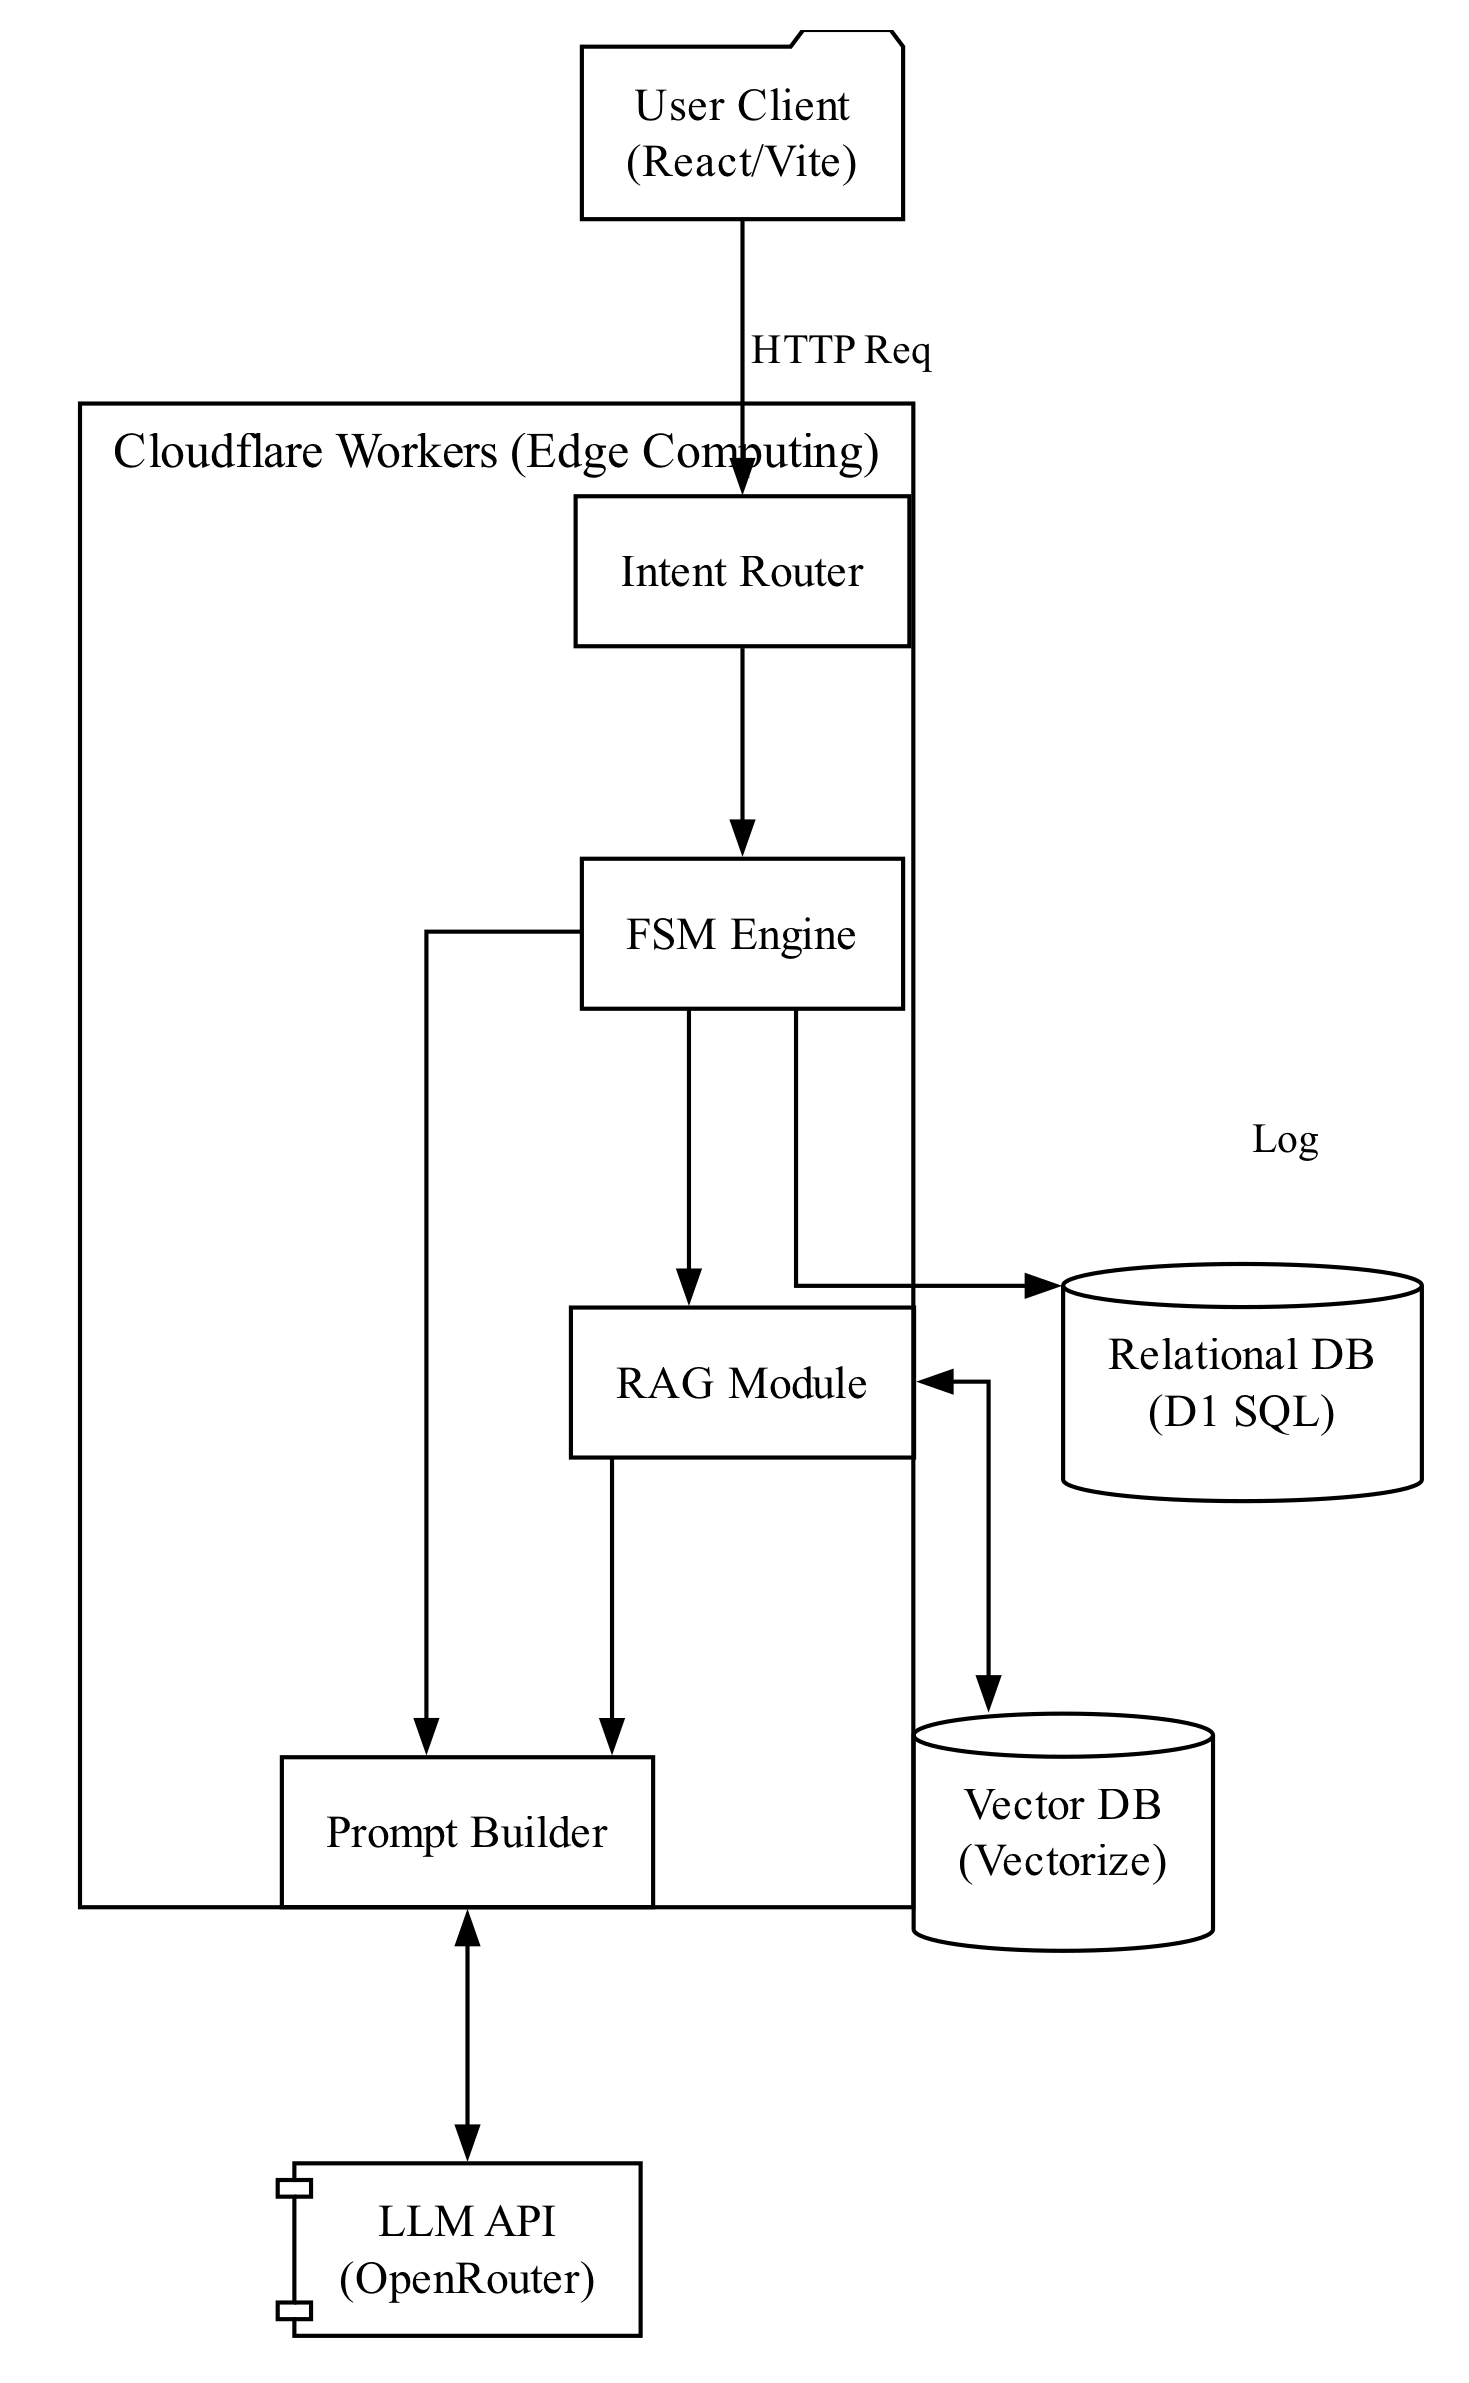 User Client
(React/Vite)
HTTP Req
Cloudflare Workers (Edge Computing)
Intent Router
FSM Engine
Log
Relational DB
(D1 SQL)
RAG Module
Vector DB
(Vectorize)
Prompt Builder
LLM API
(OpenRouter)